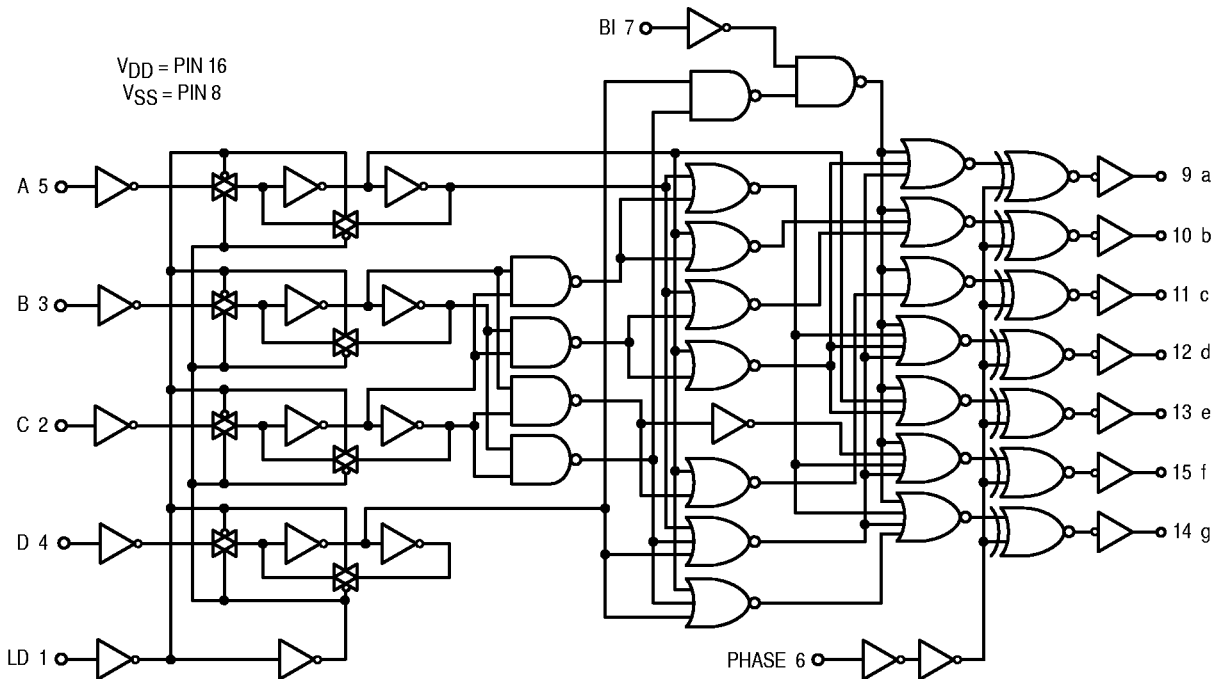 BI 7
VDD = PIN 16
VSS = PIN 8
A 5
9 a
10 b
B 3
11 c
12 d
C 2
13 e
15 f
D 4
14 g
LD 1
PHASE 6